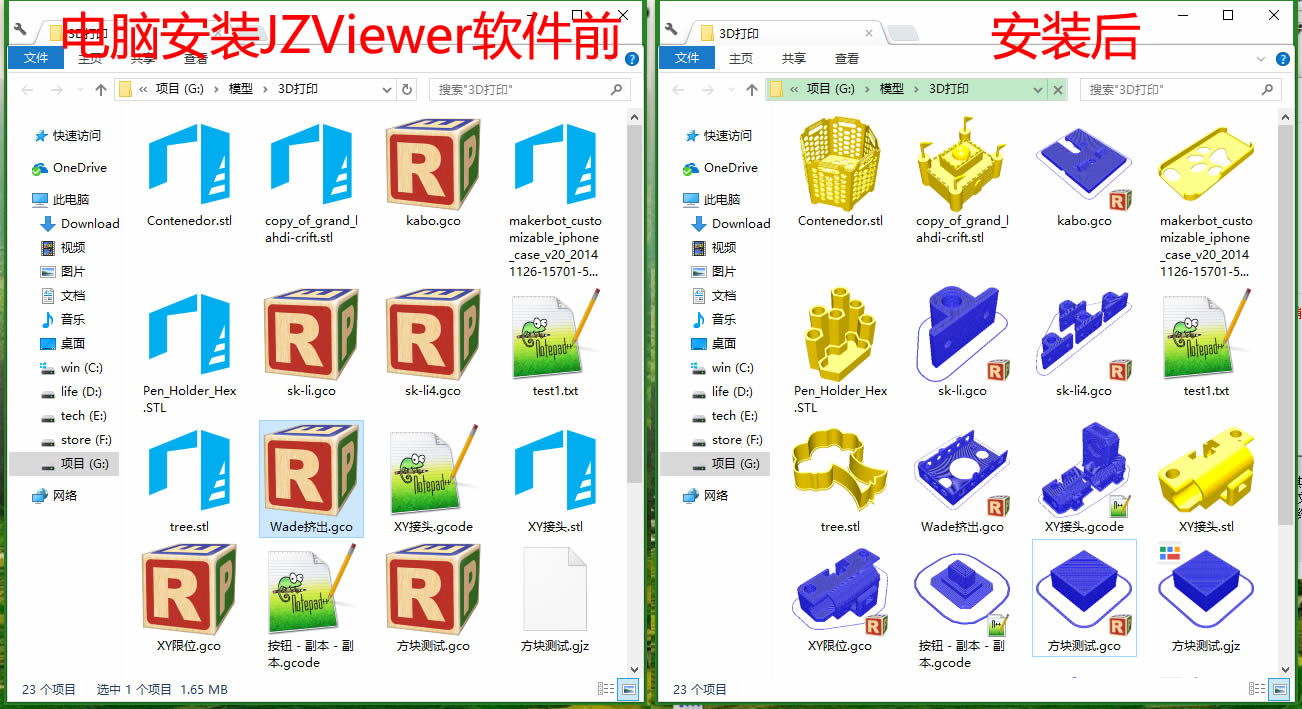 电脑安装JZViewer软件前
3D打印
文件
主页
共享
查看
« 项目 (G:) › 模型 › 3D打印
搜索"3D打印"
快速访问
OneDrive
此电脑
Download
视频
图片
文档
音乐
桌面
win (C:)
life (D:)
tech (E:)
store (F:)
项目 (G:)
网络
Contenedor.stl
copy_of_grand_l
ahdi-crift.stl
kabo.gco
makerbot_custo
mizable_iphone
_case_v20_2014
1126-15701-5...
Pen_Holder_Hex
.STL
sk-li.gco
sk-li4.gco
test1.txt
tree.stl
Wade挤出.gco
XY接头.gcode
XY接头.stl
XY限位.gco
按钮 - 副本 - 副
本.gcode
方块测试.gco
方块测试.gjz
23 个项目
选中 1 个项目 1.65 MB
安装后
3D打印
文件
主页
共享
查看
« 项目 (G:) › 模型 › 3D打印
搜索"3D打印"
快速访问
OneDrive
此电脑
Download
视频
图片
文档
音乐
桌面
win (C:)
life (D:)
tech (E:)
store (F:)
项目 (G:)
网络
Contenedor.stl
copy_of_grand_l
ahdi-crift.stl
kabo.gco
makerbot_custo
mizable_iphone
_case_v20_2014
1126-15701-5...
Pen_Holder_Hex
.STL
sk-li.gco
sk-li4.gco
test1.txt
tree.stl
Wade挤出.gco
XY接头.gcode
XY接头.stl
XY限位.gco
按钮 - 副本 - 副
本.gcode
方块测试.gco
方块测试.gjz
23 个项目